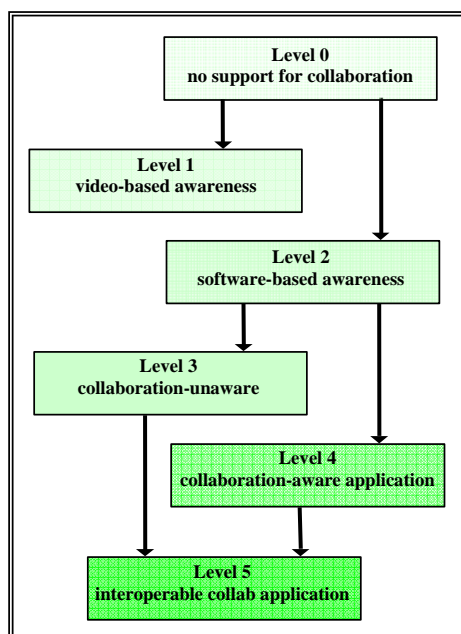 Level 0
no support for collaboration
Level 1
video-based awareness
Level 2
software-based awareness
Level 3
collaboration-unaware
Level 4
collaboration-aware application
Level 5
interoperable collab application